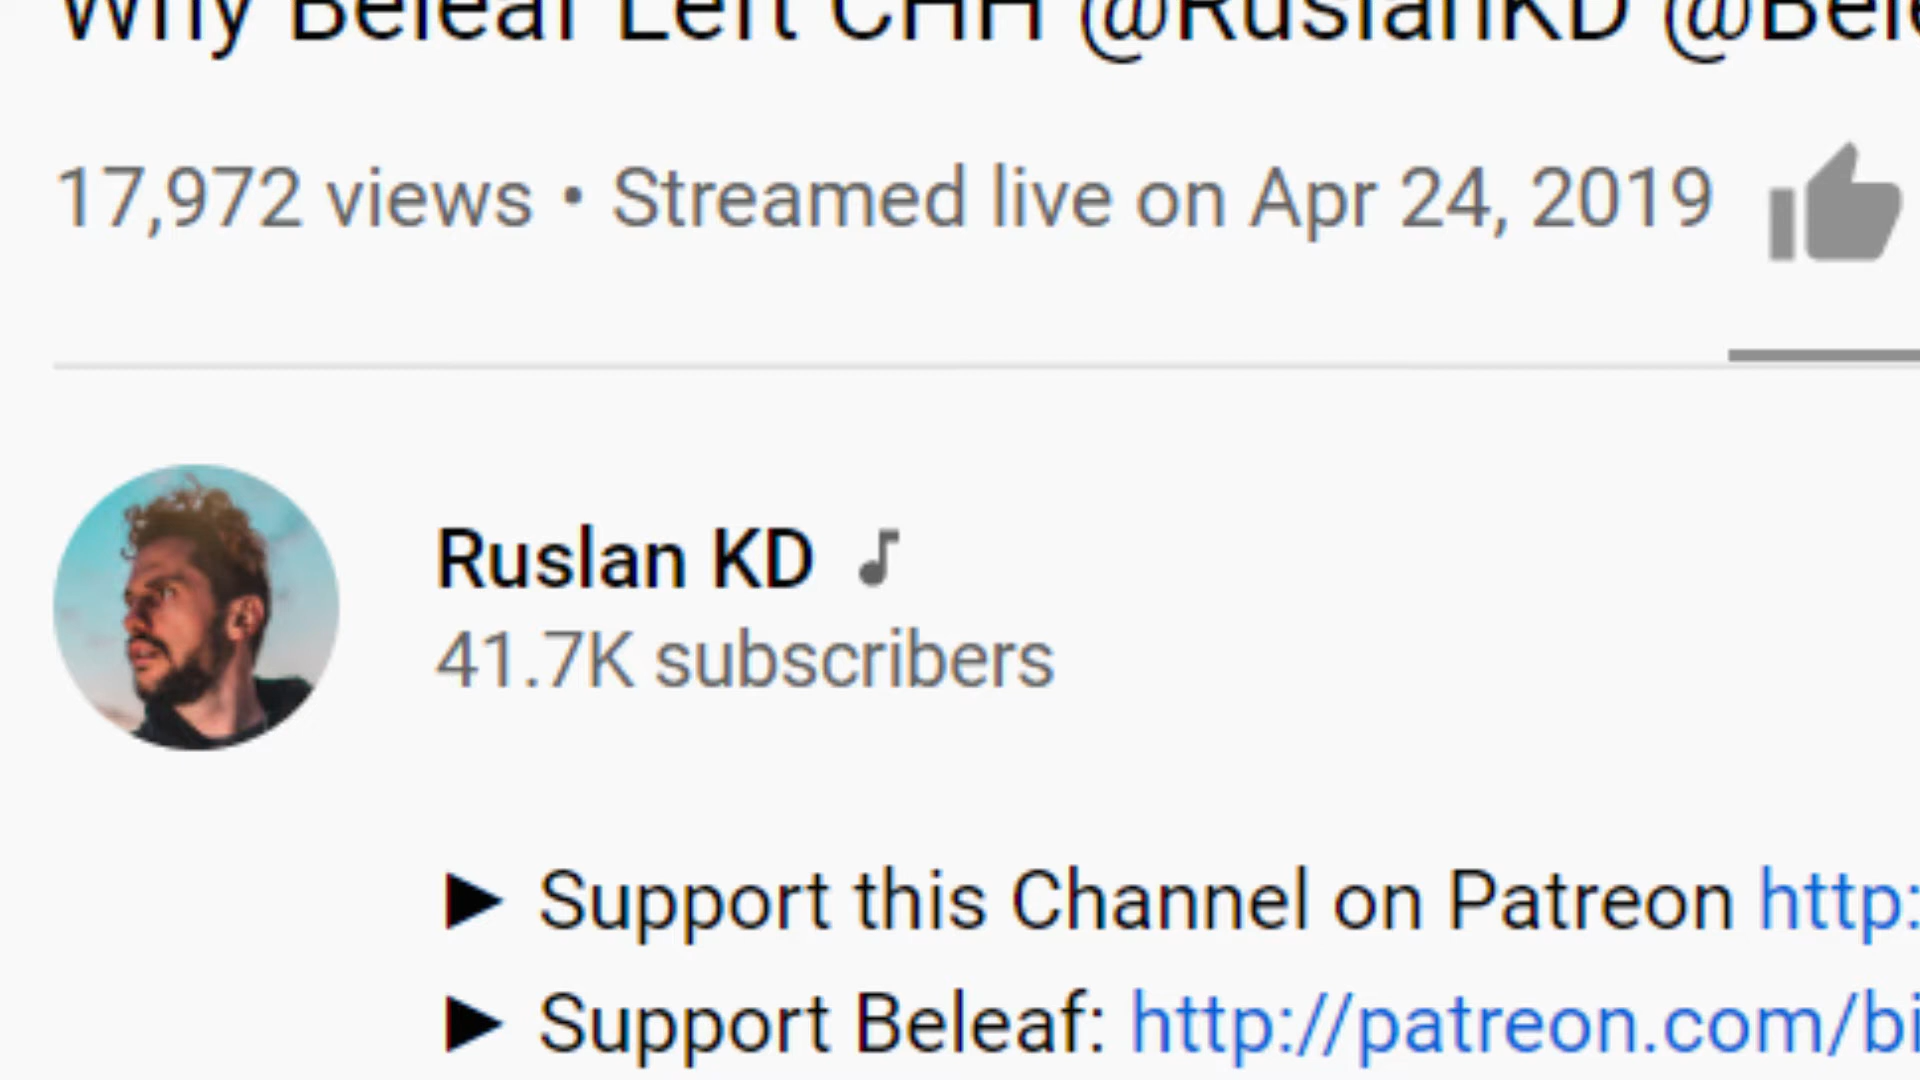 Why Beleaf Left CHH @RuslanKD
17,972 views • Streamed live on Apr 24, 2019
Ruslan KD
41.7K subscribers
► Support this Channel on Patreon http:
► Support Beleaf: http://patreon.com/bi